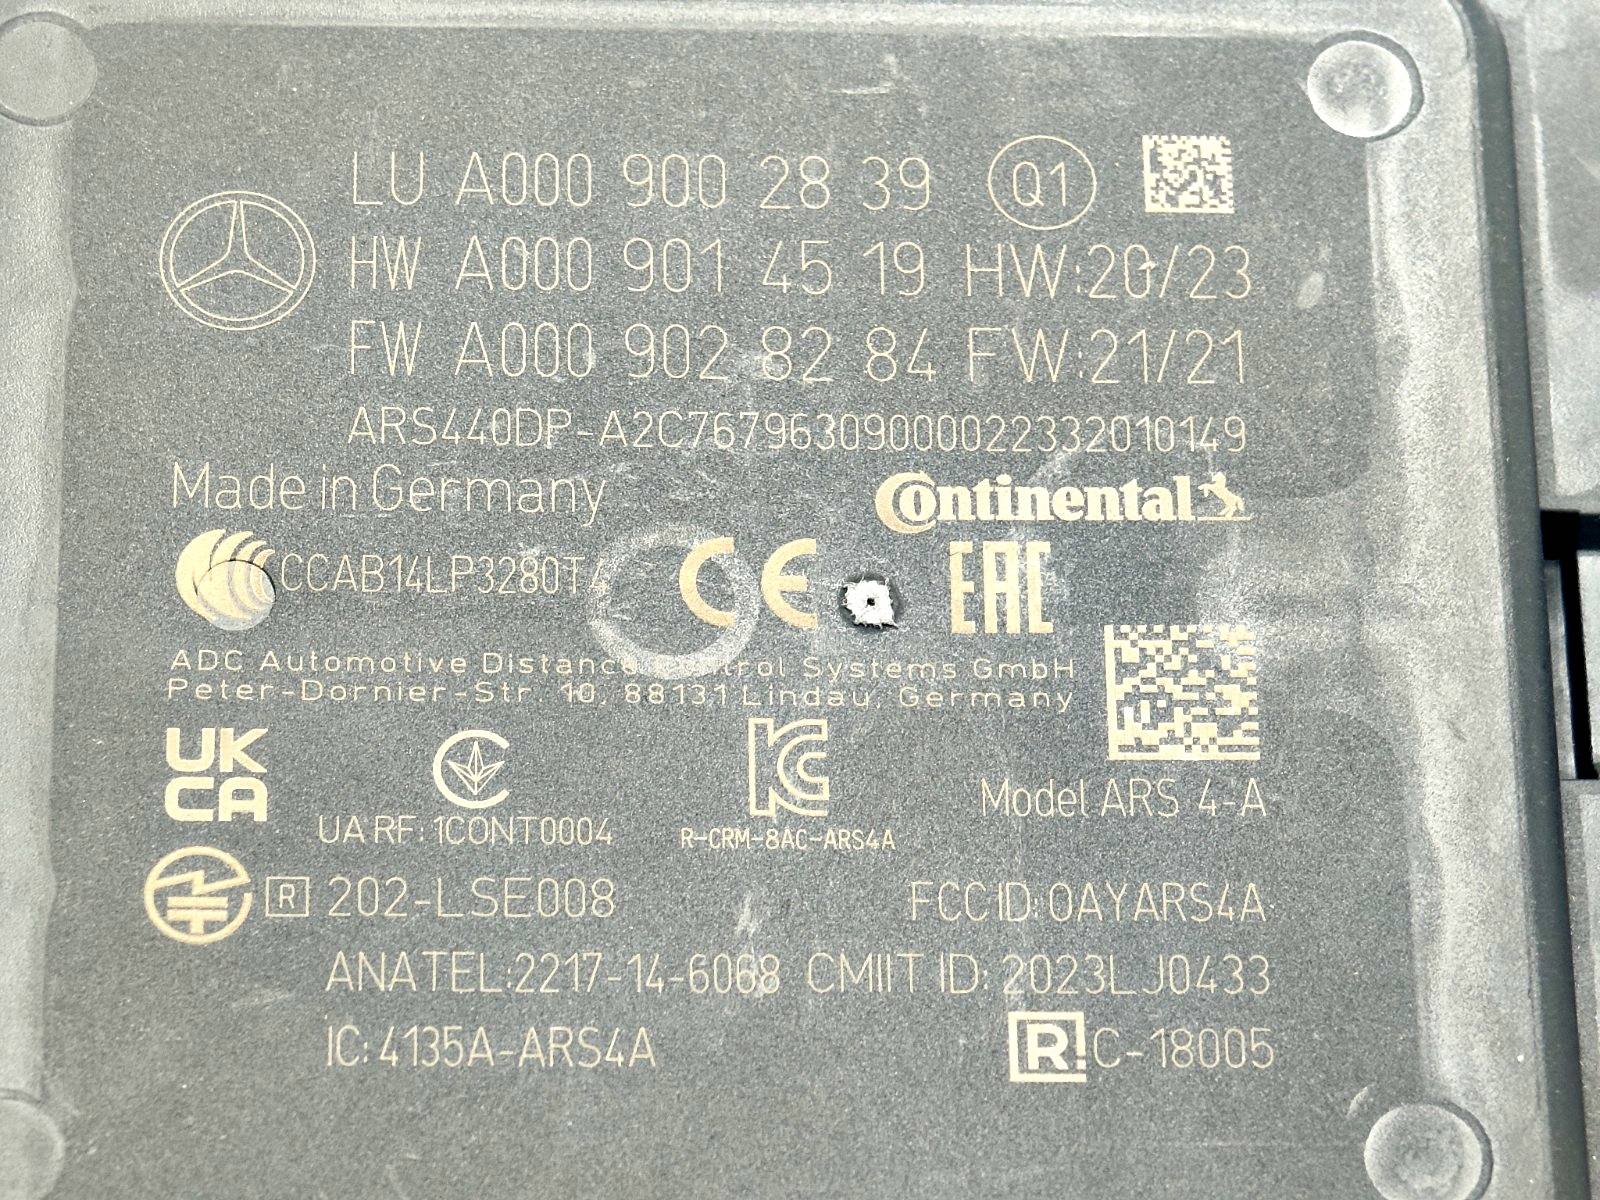 LU A000 900 28 39 Q1
HW A000 901 45 19 HW:20/23
FW A000 902 82 84 FW:21/21
ARS440DP-A2C76796309000022332010149
Made in Germany
Continental
CCAB14LP3280T4
CE
EAC
ADC Automotive Distance Control Systems GmbH
Peter-Dornier-Str. 10, 88131 Lindau, Germany
UK
CA
UA RF: 1CONT0004
R-CRM-8AC-ARS4A
Model ARS 4-A
R 202-LSE008
FCC ID: OAYARS4A
ANATEL:2217-14-6068 CMIIT ID: 2023LJ0433
IC: 4135A-ARS4A
R! C-18005